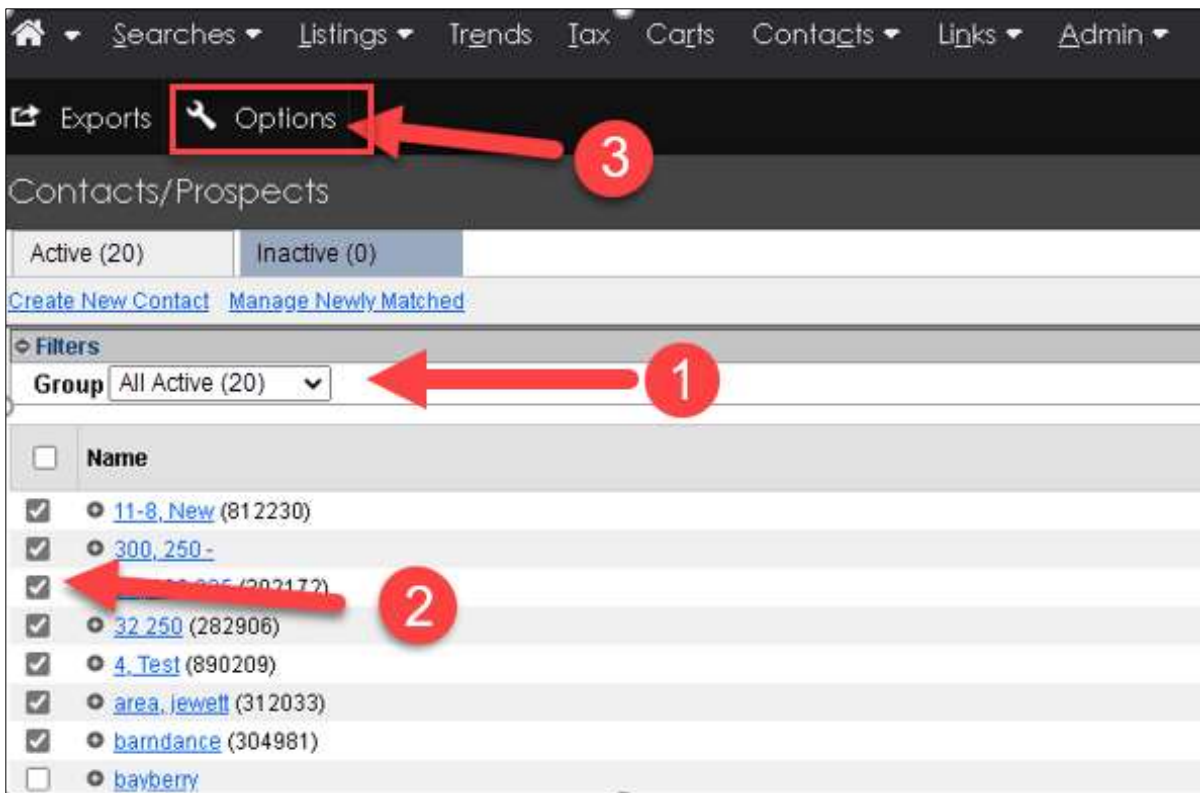 Searches Listings Trends Tax Carts Contacts Links Admin
Exports Options
3
Contacts/Prospects
Active (20) Inactive (0)
Create New Contact Manage Newly Matched
Filters
Group All Active (20)
1
Name
11-8, New (812230)
300, 250 -
2
32 250 (282906)
4, Test (890209)
area, jewett (312033)
barndance (304981)
bayberry